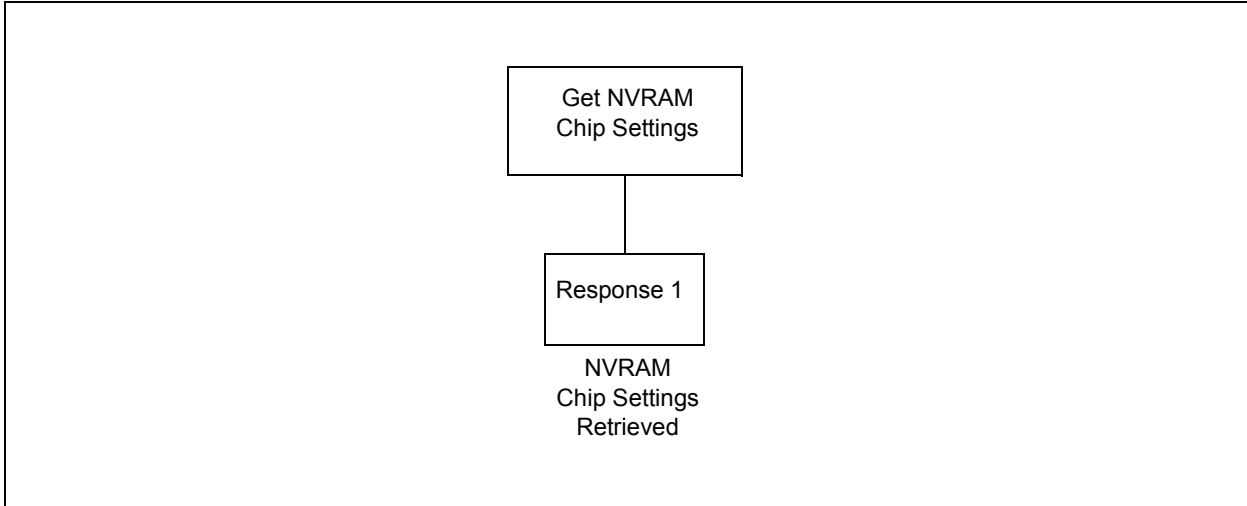 Get NVRAM
Chip Settings
Response 1
NVRAM
Chip Settings
Retrieved